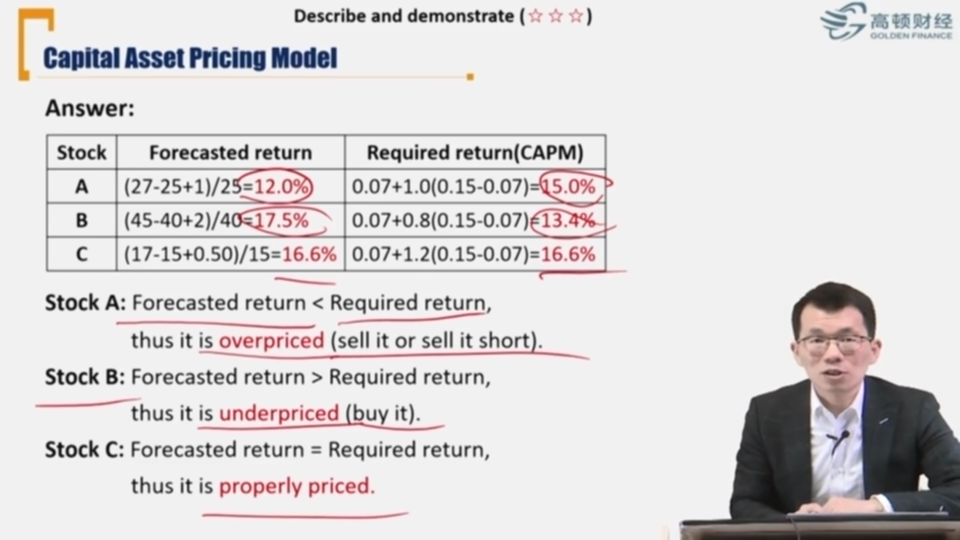 Describe and demonstrate (☆☆☆)
高顿财经
GOLDEN FINANCE
Capital Asset Pricing Model
Answer:
Stock Forecasted return Required return(CAPM)
A (27-25+1)/25=12.0% 0.07+1.0(0.15-0.07)=15.0%
B (45-40+2)/40=17.5% 0.07+0.8(0.15-0.07)=13.4%
C (17-15+0.50)/15=16.6% 0.07+1.2(0.15-0.07)=16.6%
Stock A: Forecasted return < Required return,
thus it is overpriced (sell it or sell it short).
Stock B: Forecasted return > Required return,
thus it is underpriced (buy it).
Stock C: Forecasted return = Required return,
thus it is properly priced.